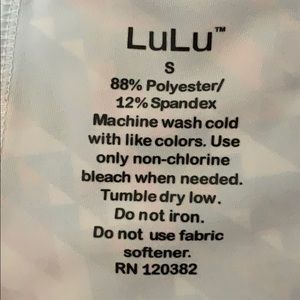 LuLu™
S
88% Polyester/
12% Spandex
Machine wash cold
with like colors. Use
only non-chlorine
bleach when needed.
Tumble dry low.
Do not iron.
Do not use fabric
softener.
RN 120382